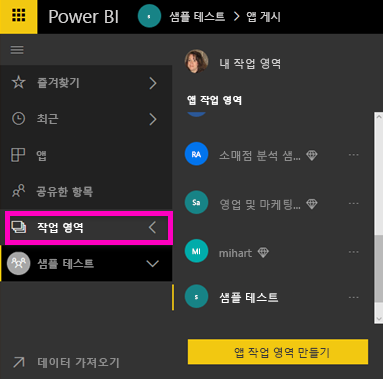 Power BI
s 샘플 테스트 > 앱 게시
즐겨찾기
최근
앱
공유한 항목
작업 영역
샘플 테스트
데이터 가져오기
내 작업 영역
앱 작업 영역
RA 소매점 분석 샘...
Sa 영업 및 마케팅...
MI mihart
s 샘플 테스트
앱 작업 영역 만들기